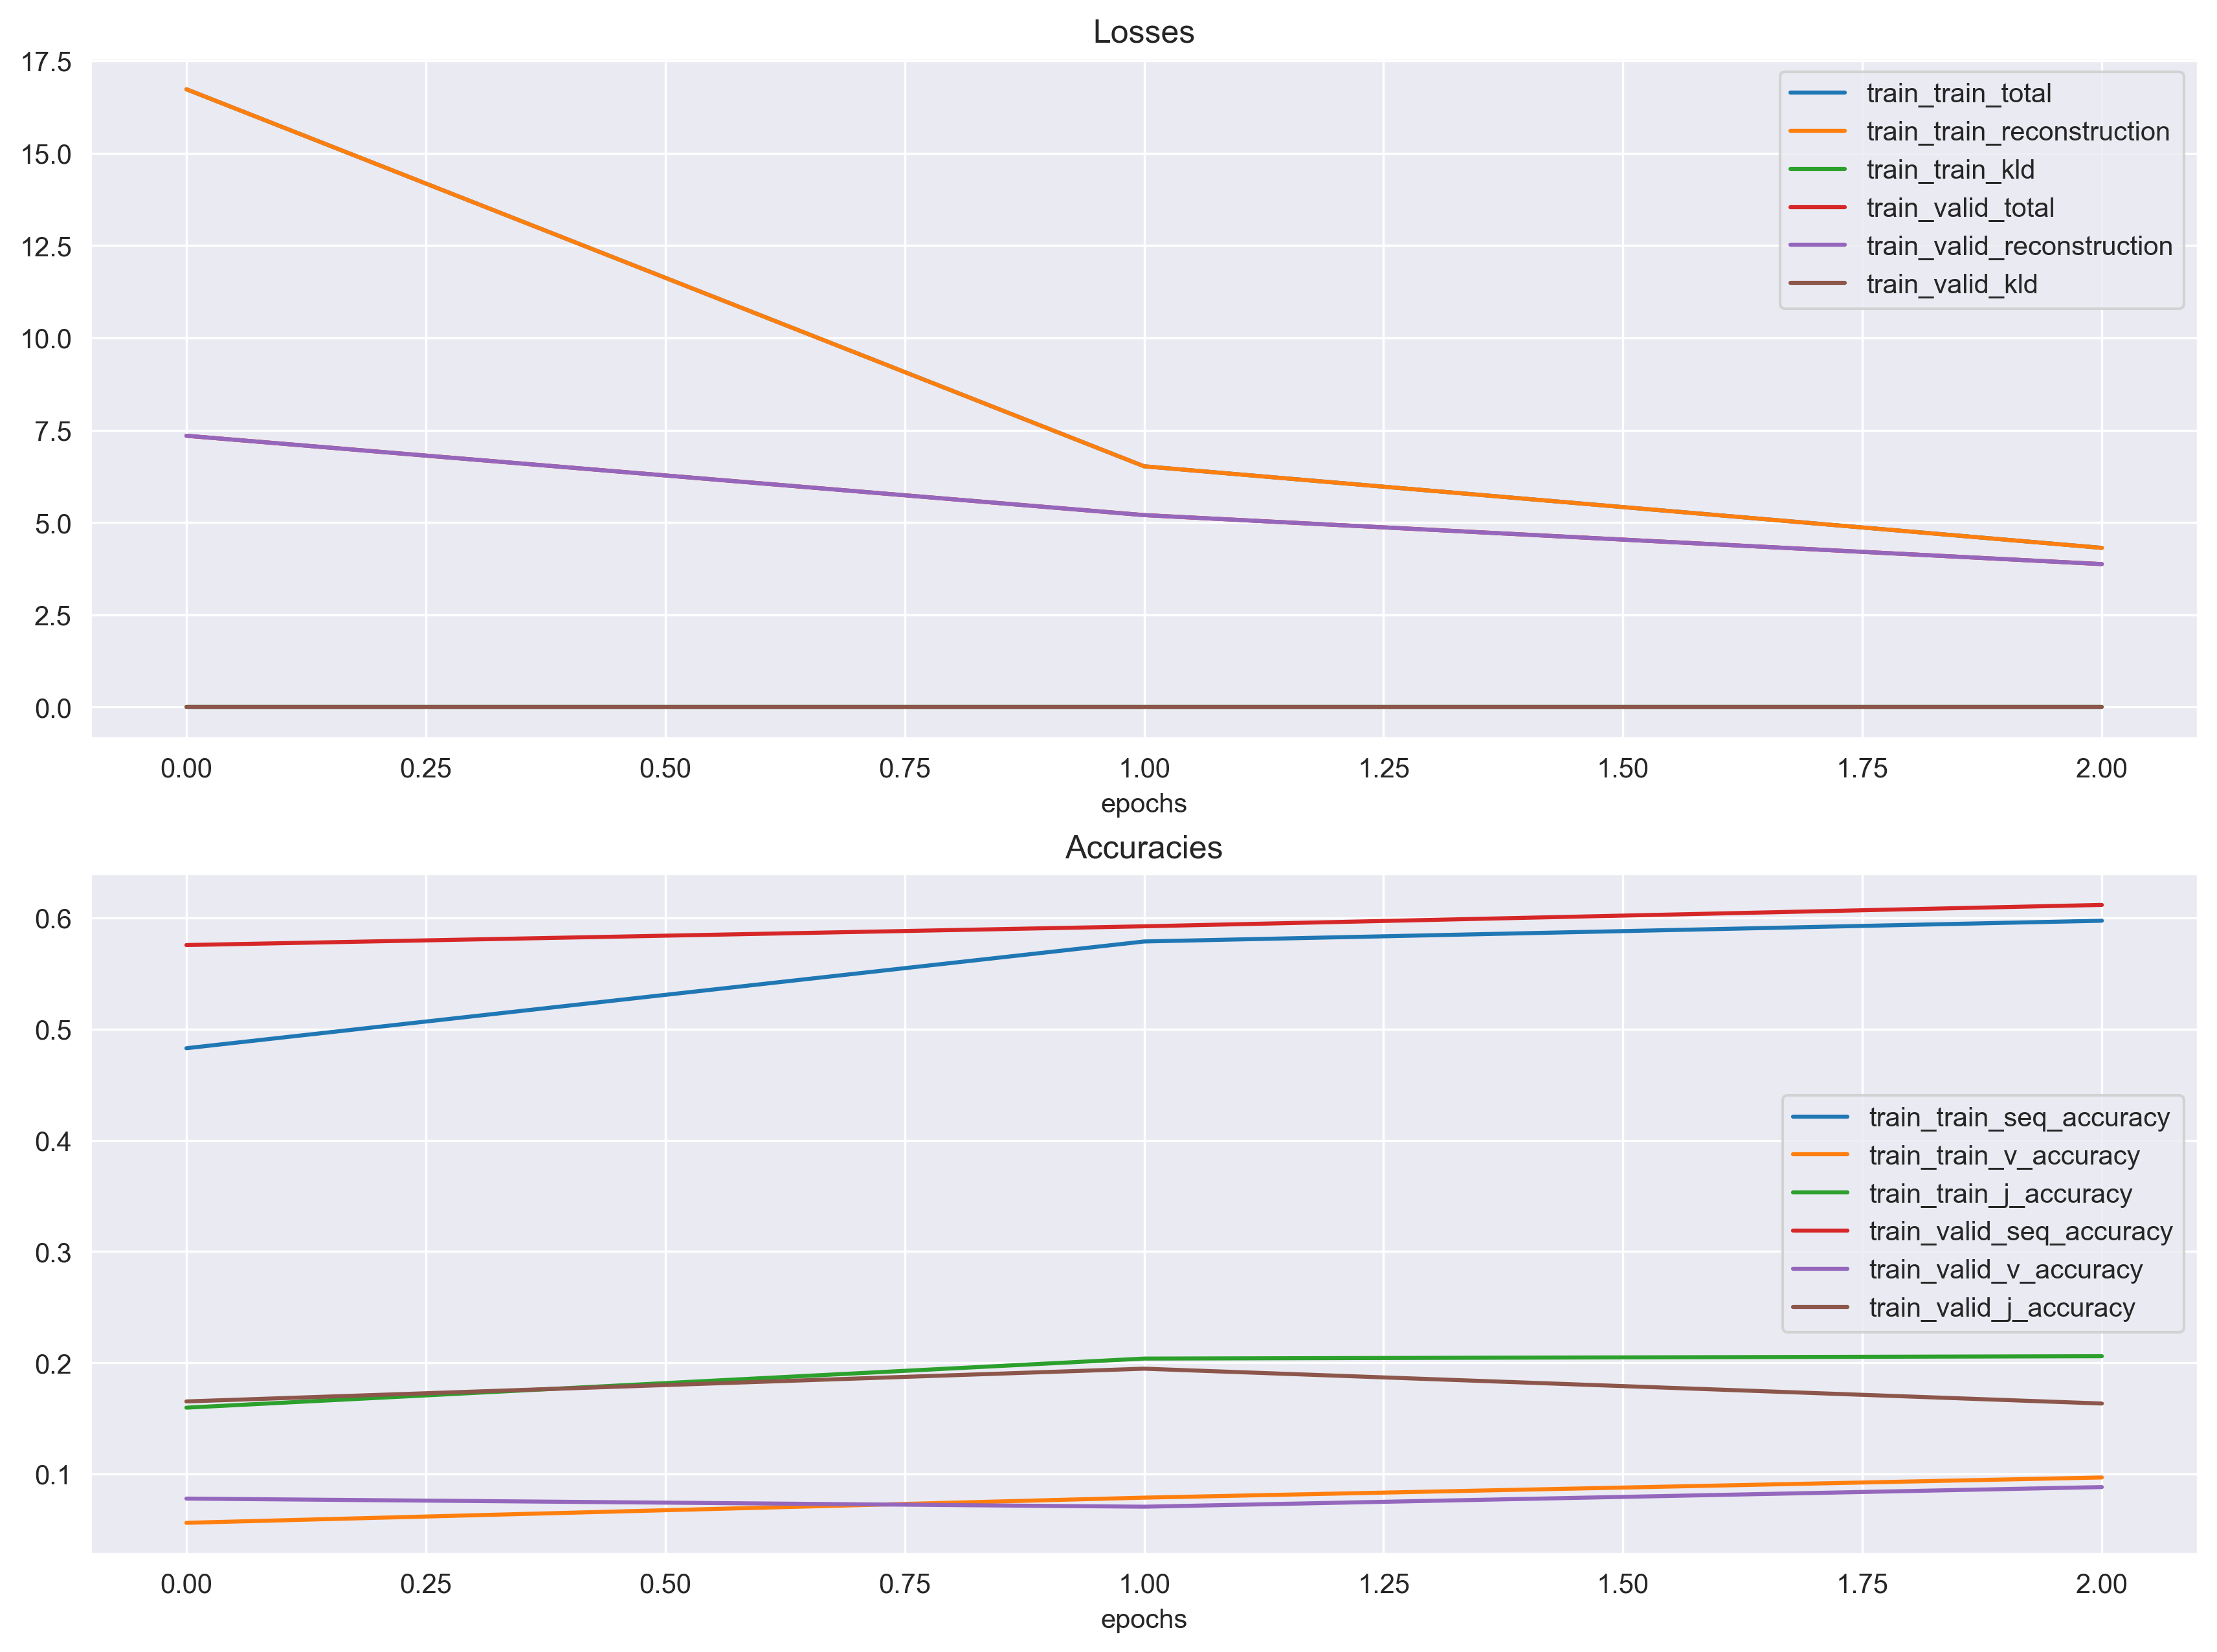 Losses
17.5
15.0
12.5
10.0
7.5
5.0
2.5
0.0
train_train_total
train_train_reconstruction
train_train_kld
train_valid_total
train_valid_reconstruction
train_valid_kld
0.00 0.25 0.50 0.75 1.00 1.25 1.50 1.75 2.00
epochs
Accuracies
0.6
0.5
0.4
0.3
0.2
0.1
train_train_seq_accuracy
train_train_v_accuracy
train_train_j_accuracy
train_valid_seq_accuracy
train_valid_v_accuracy
train_valid_j_accuracy
0.00 0.25 0.50 0.75 1.00 1.25 1.50 1.75 2.00
epochs